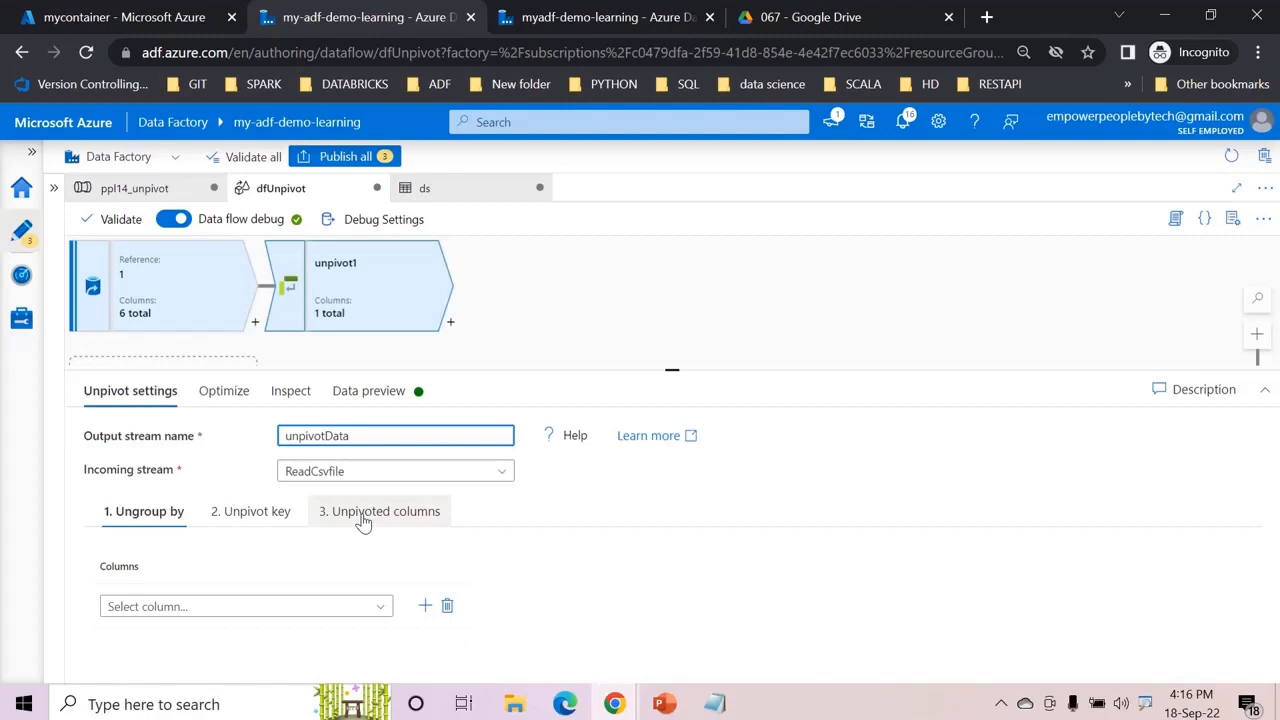 mycontainer - Microsoft Azure
my-adf-demo-learning - Azure D
myadf-demo-learning - Azure Da
067 - Google Drive
adf.azure.com/en/authoring/dataflow/dfUnpivot?factory=%2Fsubscriptions%2Fc0479dfa-2f59-41d8-854e-4e42f7ec6033%2FresourceGrou...
Incognito
Version Controlling...
GIT
SPARK
DATABRICKS
ADF
New folder
PYTHON
SQL
data science
SCALA
HD
RESTAPI
»
Other bookmarks
Microsoft Azure
Data Factory
my-adf-demo-learning
Search
1
16
empowerpeoplebytech@gmail.com
SELF EMPLOYED
Data Factory
Validate all
Publish all 3
ppl14_unpivot
dfUnpivot
ds
3
Validate
Data flow debug
Debug Settings
Reference:
1
Columns:
6 total
unpivot1
Columns:
1 total
Unpivot settings
Optimize
Inspect
Data preview
Description
Output stream name *
unpivotData
Help
Learn more
Incoming stream *
ReadCsvfile
1. Ungroup by
2. Unpivot key
3. Unpivoted columns
Columns
Select column...
Type here to search
4:16 PM
18-Sep-22
18